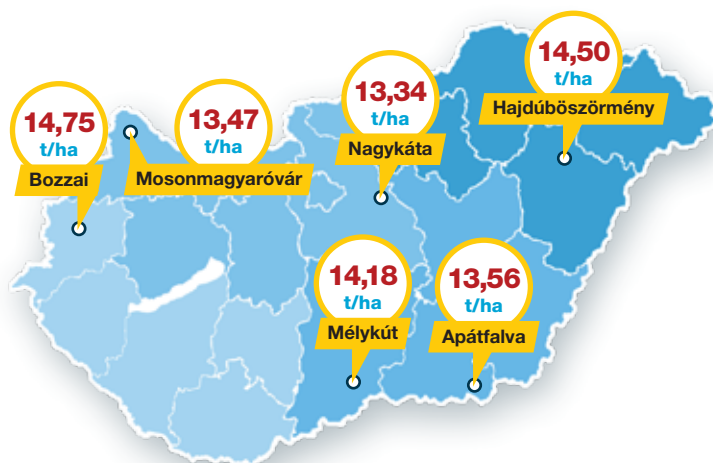 14,75
t/ha
Bozzai
13,47
t/ha
Mosonmagyaróvár
13,34
t/ha
Nagykáta
14,50
t/ha
Hajdúböszörmény
14,18
t/ha
Mélykút
13,56
t/ha
Apátfalva